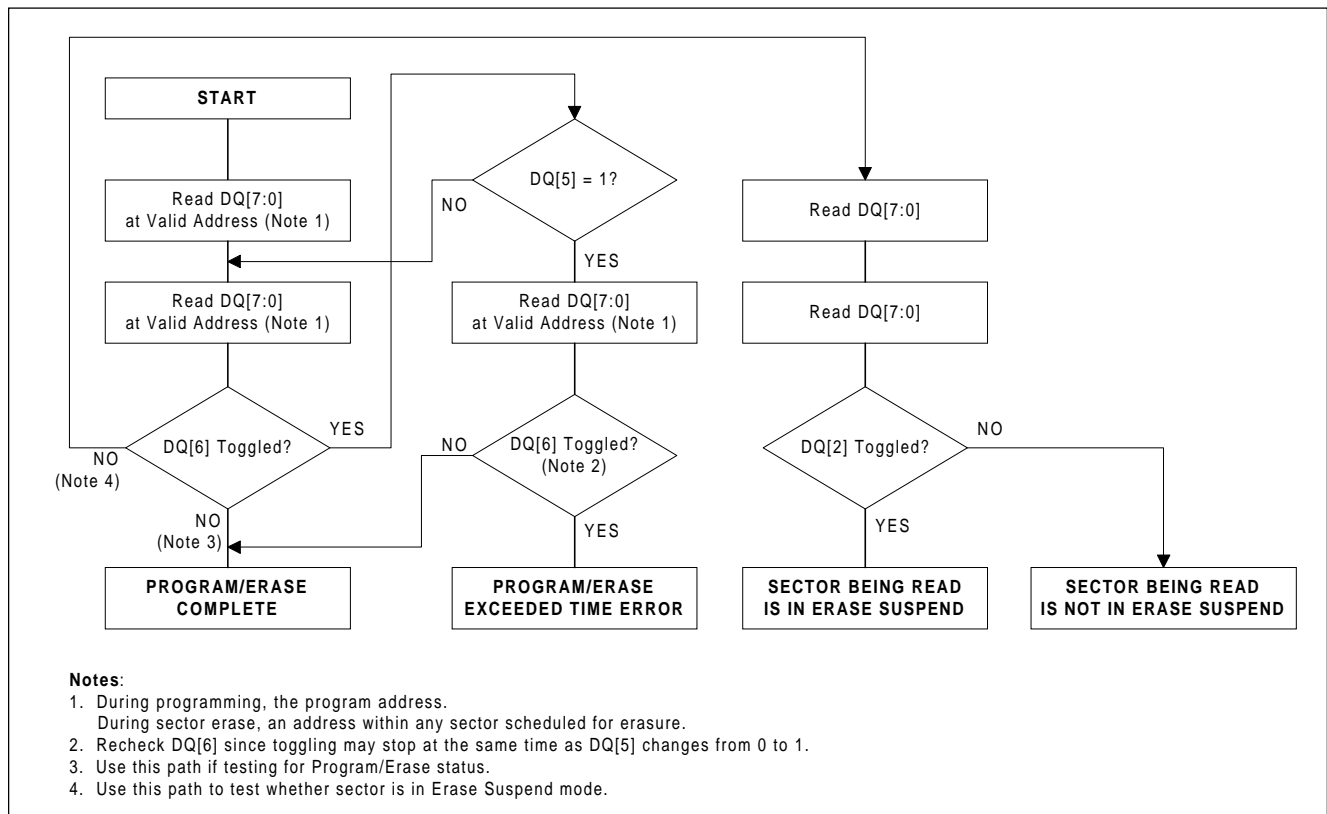 START
Read DQ[7:0]
at Valid Address (Note 1)
Read DQ[7:0]
at Valid Address (Note 1)
DQ[6] Toggled?
YES
NO
(Note 4)
NO
(Note 3)
PROGRAM/ERASE
COMPLETE
DQ[5] = 1?
NO
YES
Read DQ[7:0]
at Valid Address (Note 1)
DQ[6] Toggled?
(Note 2)
NO
YES
PROGRAM/ERASE
EXCEEDED TIME ERROR
Read DQ[7:0]
Read DQ[7:0]
DQ[2] Toggled?
NO
YES
SECTOR BEING READ
IS IN ERASE SUSPEND
SECTOR BEING READ
IS NOT IN ERASE SUSPEND
Notes:
1. During programming, the program address.
During sector erase, an address within any sector scheduled for erasure.
2. Recheck DQ[6] since toggling may stop at the same time as DQ[5] changes from 0 to 1.
3. Use this path if testing for Program/Erase status.
4. Use this path to test whether sector is in Erase Suspend mode.